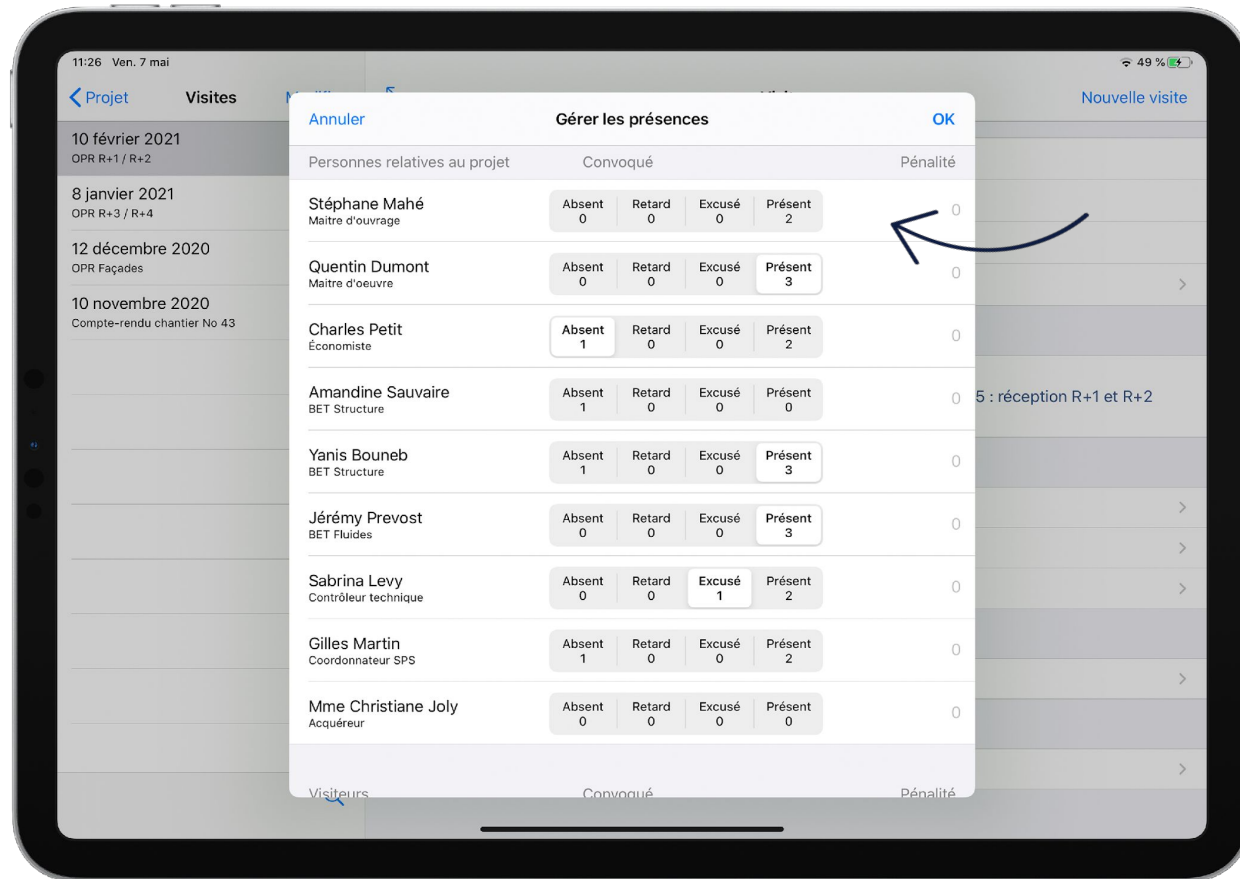 11:26 Ven. 7 mai
49 %
Projet
Visites
Nouvelle visite
10 février 2021
OPR R+1 / R+2
8 janvier 2021
OPR R+3 / R+4
12 décembre 2020
OPR Façades
10 novembre 2020
Compte-rendu chantier No 43
Annuler
Gérer les présences
OK
Personnes relatives au projet Convoqué Pénalité
Stéphane Mahé
Maitre d'ouvrage
Absent Retard Excusé Présent
0 0 0 2
0
Quentin Dumont
Maitre d'oeuvre
Absent Retard Excusé Présent
0 0 0 3
0
Charles Petit
Économiste
Absent Retard Excusé Présent
1 0 0 2
0
Amandine Sauvaire
BET Structure
Absent Retard Excusé Présent
1 0 0 0
0
Yanis Bouneb
BET Structure
Absent Retard Excusé Présent
1 0 0 3
0
Jérémy Prevost
BET Fluides
Absent Retard Excusé Présent
0 0 0 3
0
Sabrina Levy
Contrôleur technique
Absent Retard Excusé Présent
0 0 1 2
0
Gilles Martin
Coordonnateur SPS
Absent Retard Excusé Présent
1 0 0 2
0
Mme Christiane Joly
Acquéreur
Absent Retard Excusé Présent
0 0 0 0
0
Visiteurs Convoqué Pénalité
5 : réception R+1 et R+2